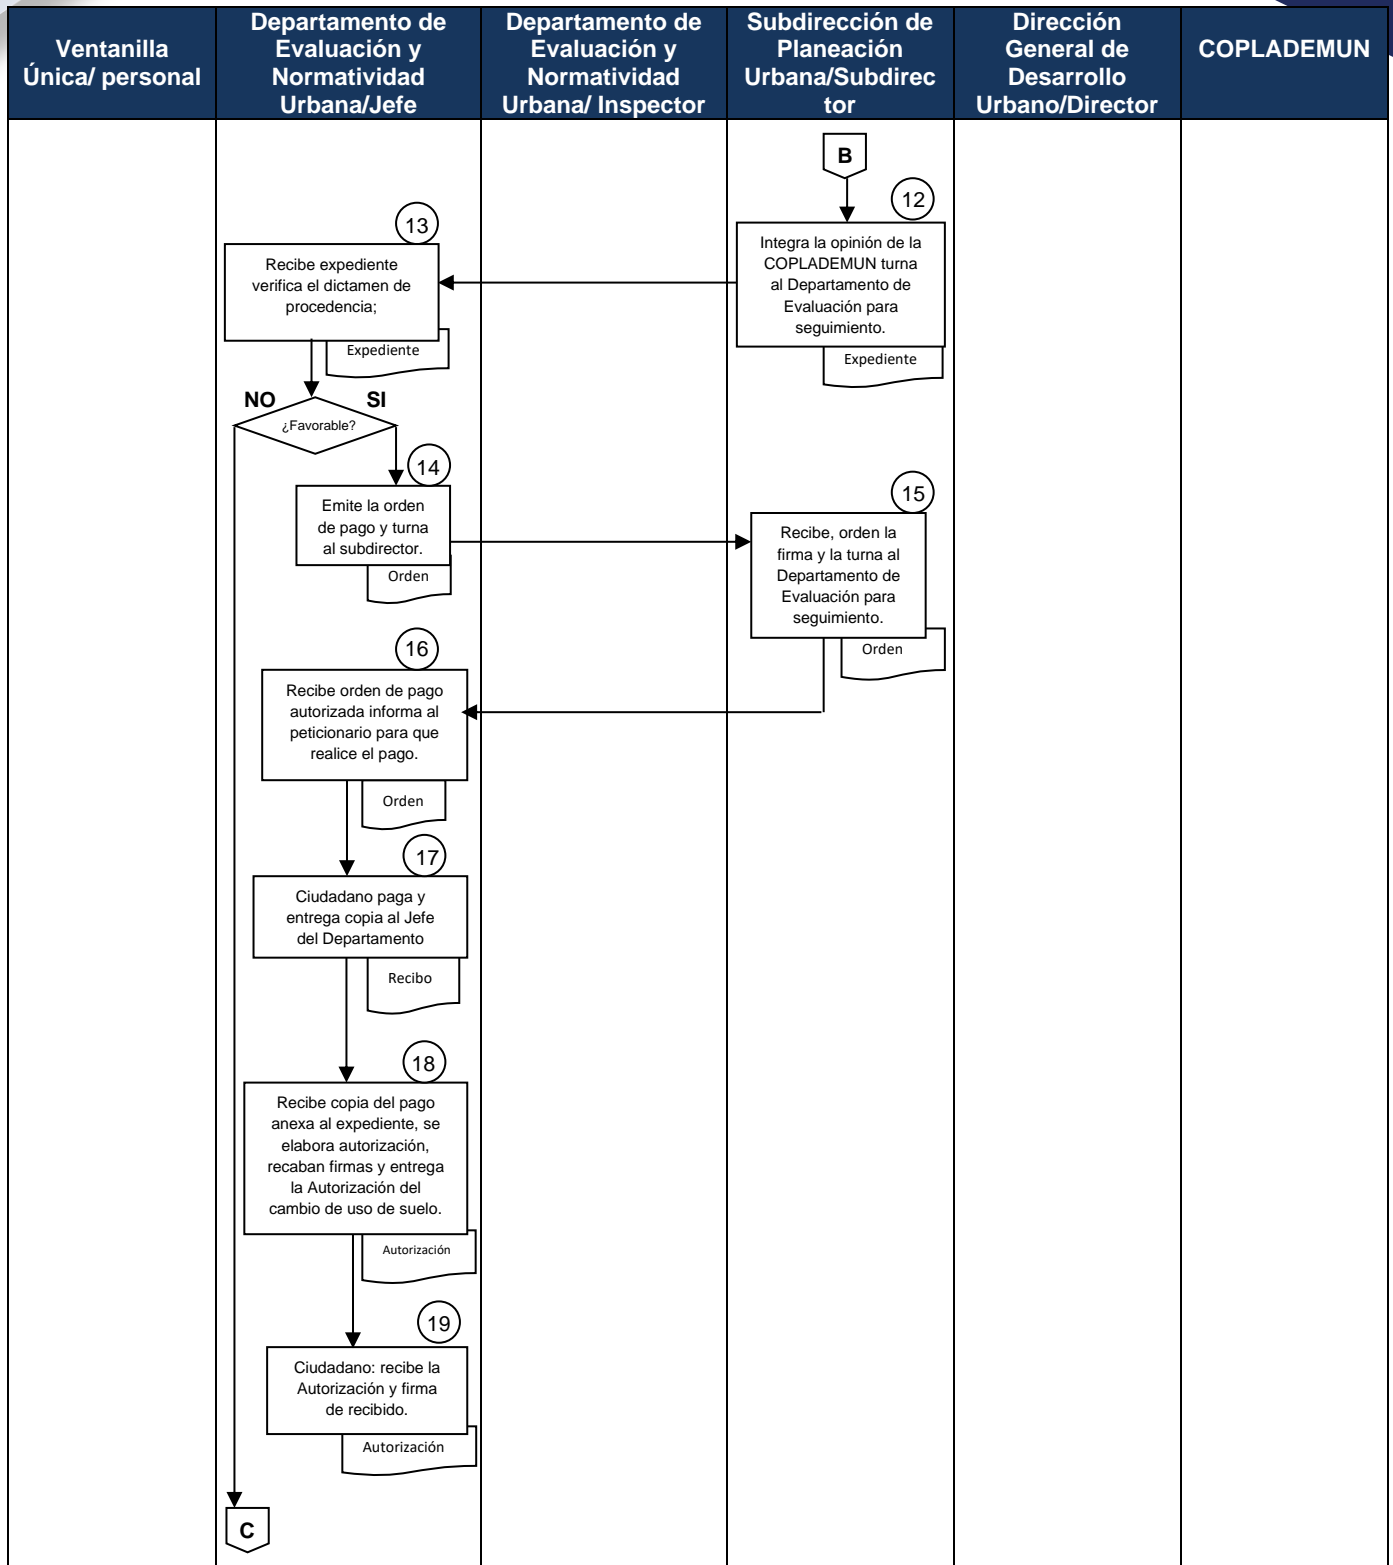 Ventanilla
Única/ personal
Departamento de
Evaluación y
Normatividad
Urbana/Jefe
Departamento de
Evaluación y
Normatividad
Urbana/ Inspector
Subdirección de
Planeación
Urbana/Subdirec
tor
Dirección
General de
Desarrollo
Urbano/Director
COPLADEMUN
B
12
Integra la opinión de la
COPLADEMUN turna
al Departamento de
Evaluación para
seguimiento.
Expediente
13
Recibe expediente
verifica el dictamen de
procedencia;
Expediente
NO
SI
¿Favorable?
14
Emite la orden
de pago y turna
al subdirector.
Orden
15
Recibe, orden la
firma y la turna al
Departamento de
Evaluación para
seguimiento.
Orden
16
Recibe orden de pago
autorizada informa al
peticionario para que
realice el pago.
Orden
17
Ciudadano paga y
entrega copia al Jefe
del Departamento
Recibo
18
Recibe copia del pago
anexa al expediente, se
elabora autorización,
recaban firmas y entrega
la Autorización del
cambio de uso de suelo.
Autorización
19
Ciudadano: recibe la
Autorización y firma
de recibido.
Autorización
C